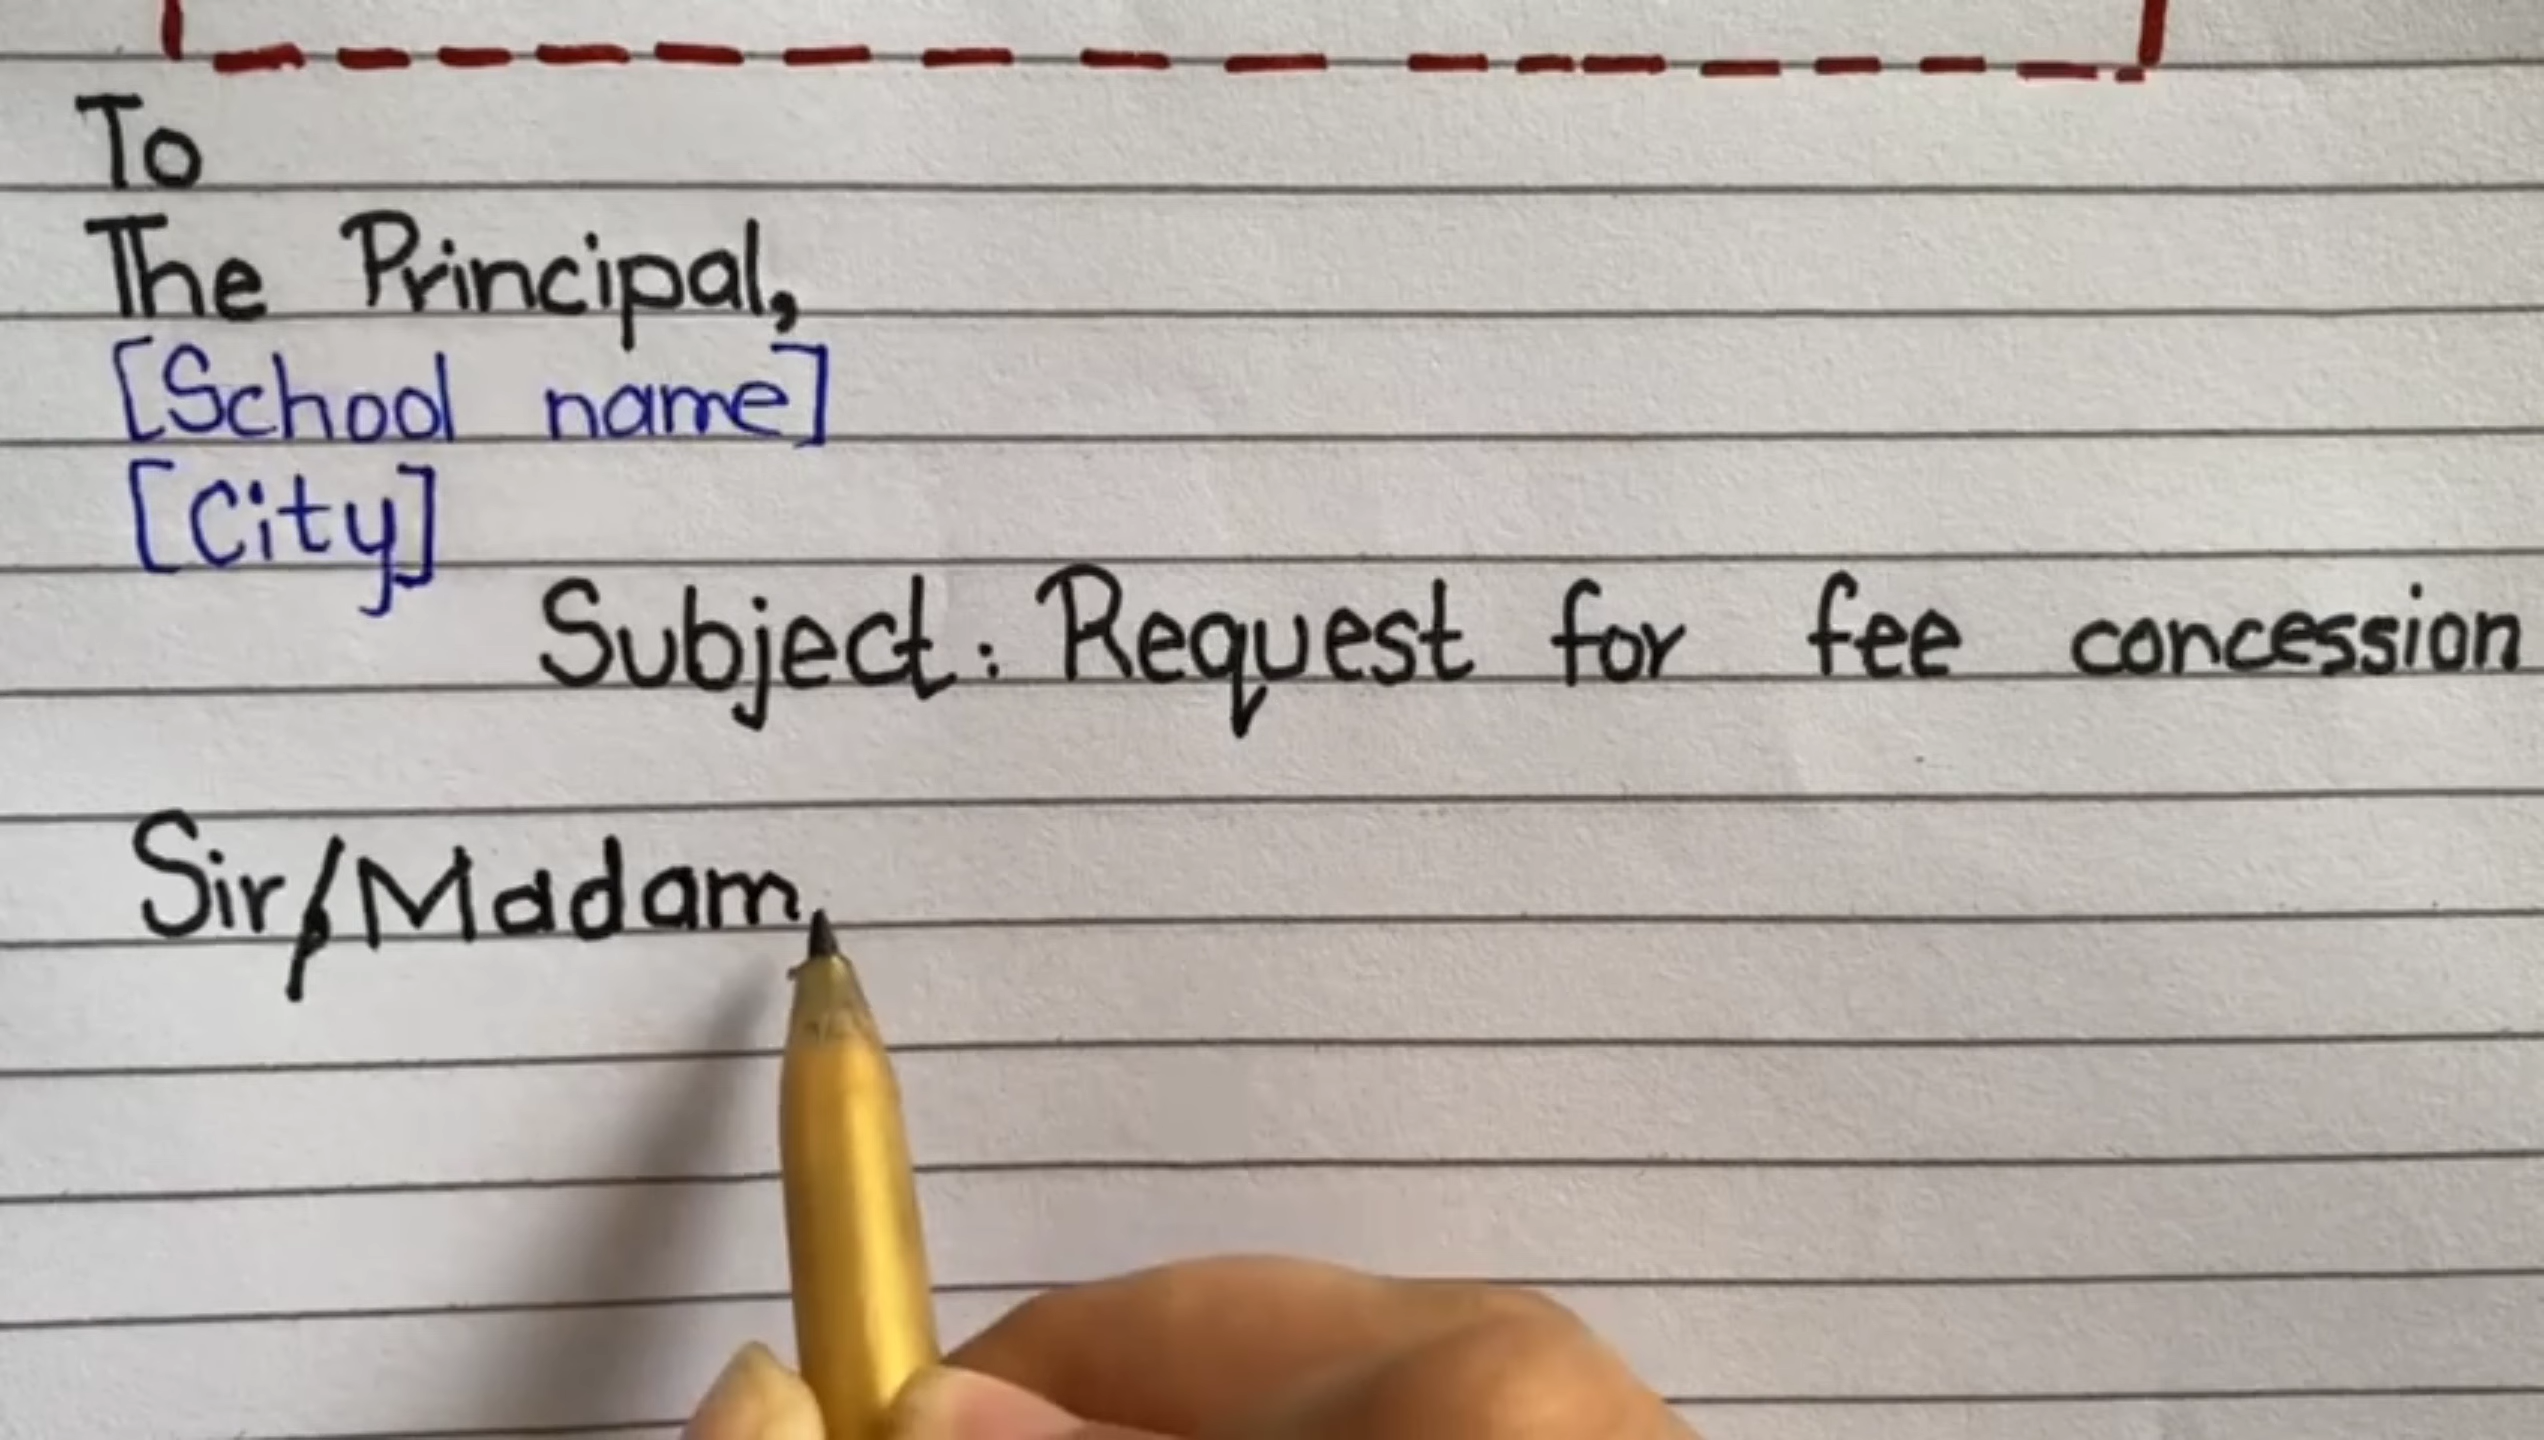 To
The Principal,
[School name]
[City]
Subject: Request for fee concession
Sir/Madam,